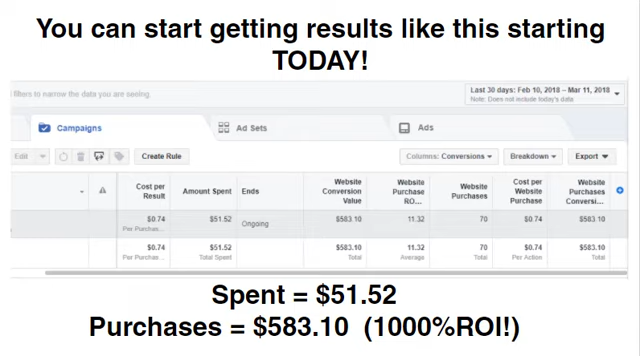 You can start getting results like this starting
TODAY!
filters to narrow the data you are seeing.
Last 30 days: Feb 10, 2018 – Mar 11, 2018
Note: Does not include today's data
Campaigns
Ad Sets
Ads
Edit
Create Rule
Columns: Conversions
Breakdown
Export
Cost per Result
Amount Spent
Ends
Website Conversion Value
Website Purchase RO...
Website Purchases
Cost per Website Purchase
Website Purchases Conversi...
$0.74 $51.52 Ongoing $583.10 11.32 70 $0.74 $583.10
Per Purchas...
$0.74 $51.52 $583.10 11.32 70 $0.74 $583.10
Per Purchas... Total Spent Total Average Total Per Action Total
Spent = $51.52
Purchases = $583.10 (1000%ROI!)